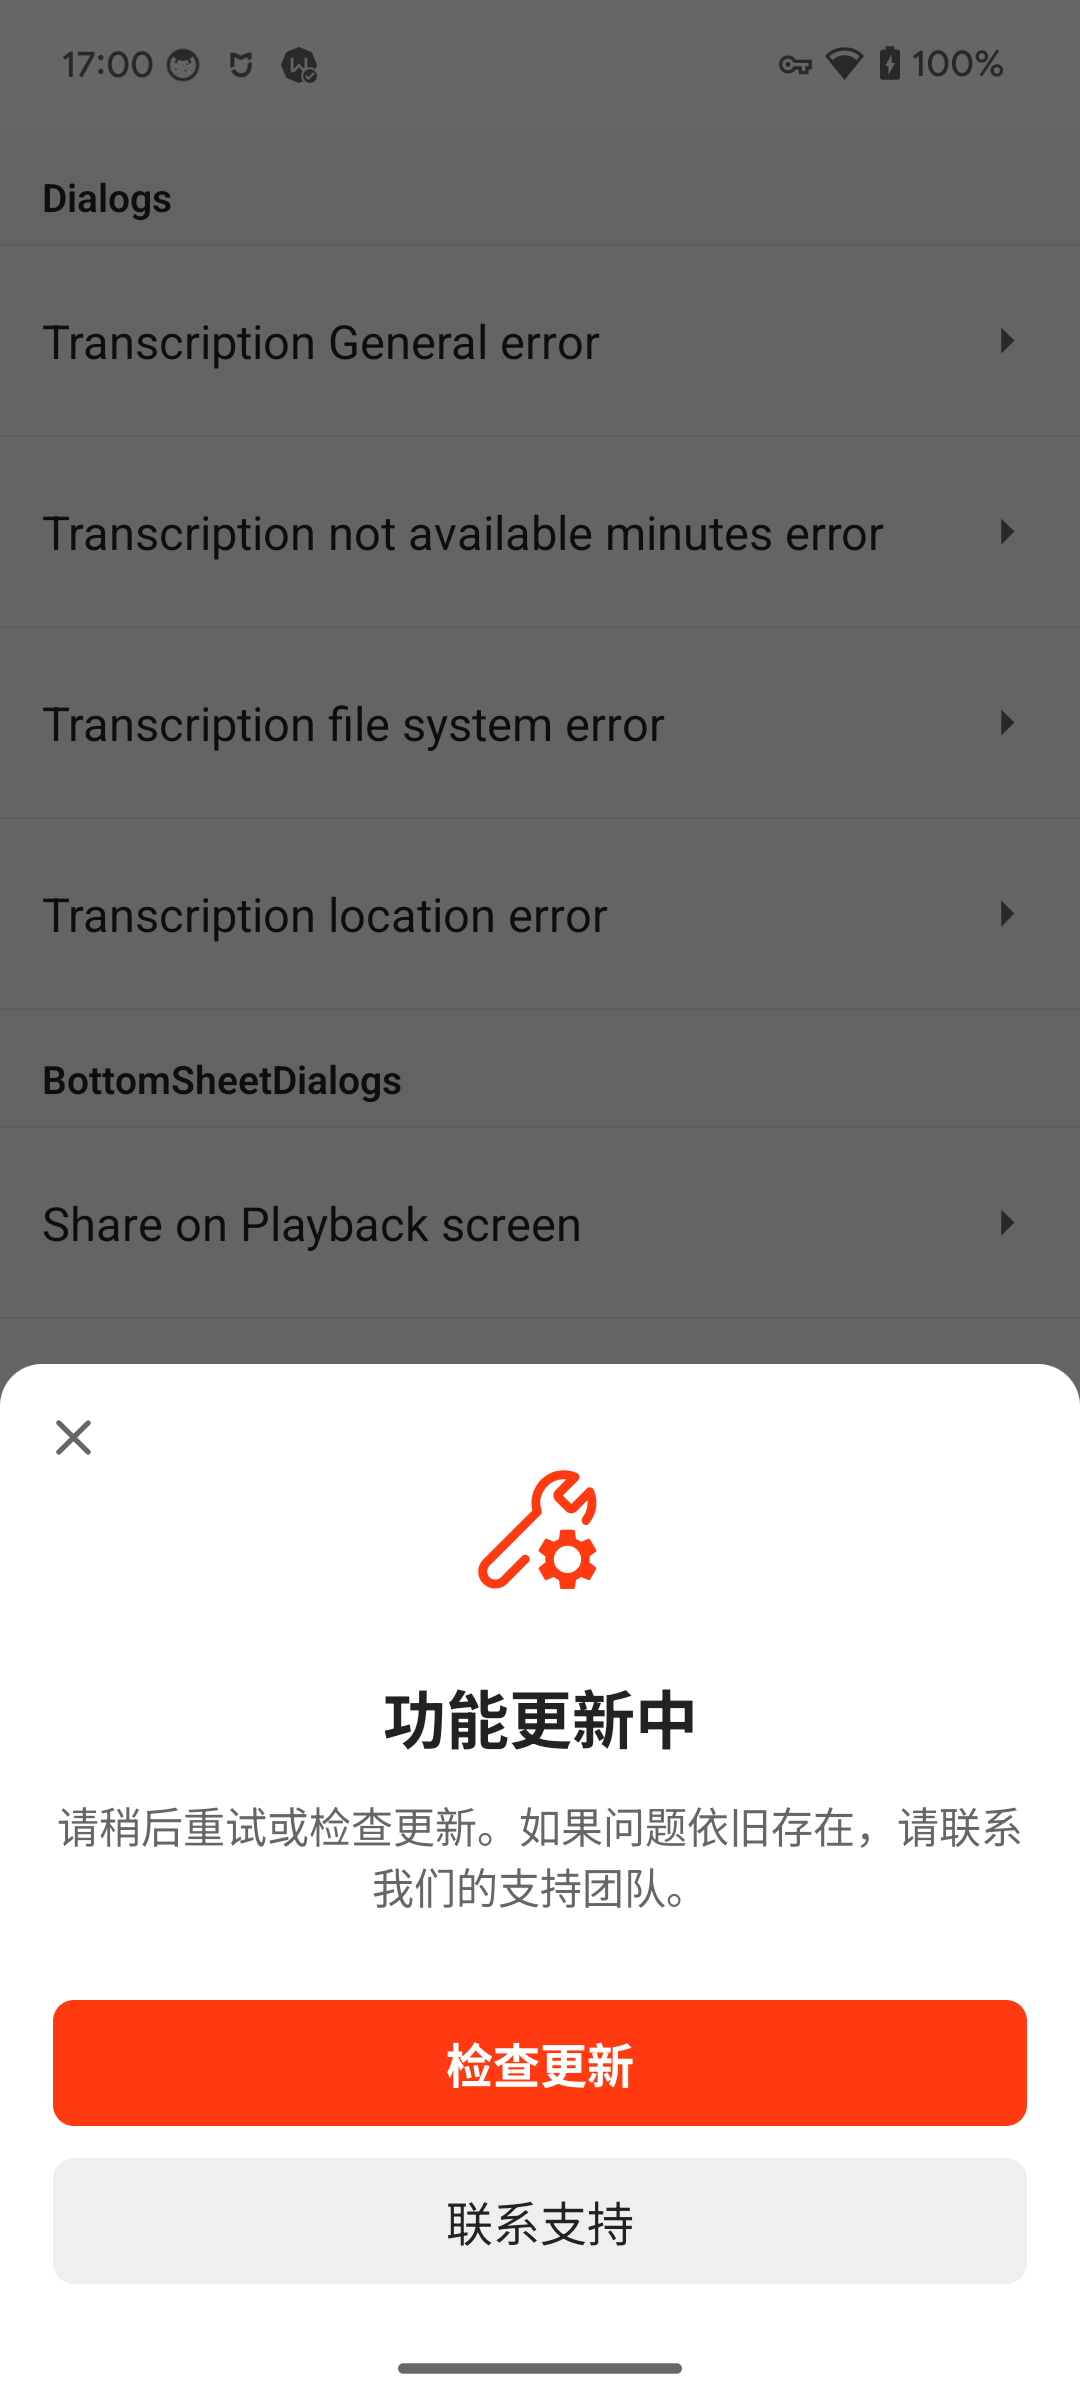 17:00
100%
Dialogs
Transcription General error
Transcription not available minutes error
Transcription file system error
Transcription location error
BottomSheetDialogs
Share on Playback screen
功能更新中
请稍后重试或检查更新。如果问题依旧存在，请联系
我们的支持团队。
检查更新
联系支持